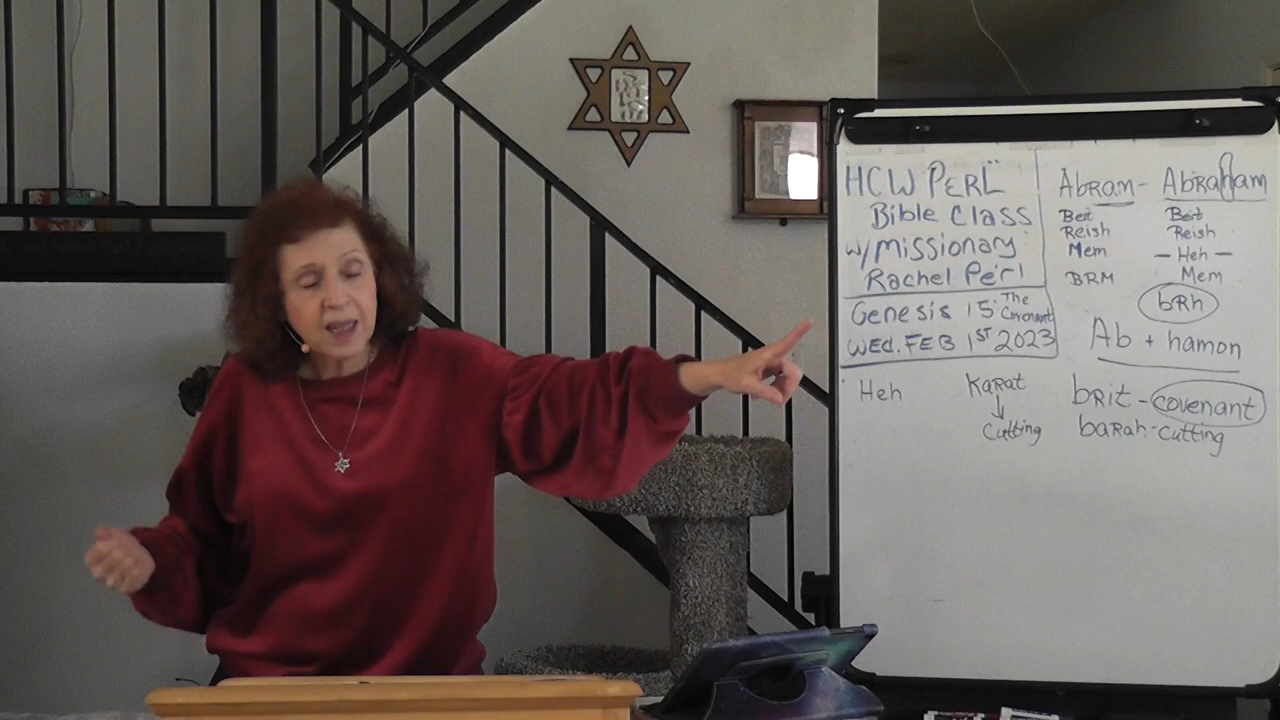 HCW PERL
Bible Class
w/ missionary
Rachel Perl
Genesis 15 The Covenant
WED. FEB 1ST 2023
Abram - Abraham
Beit
Reish
Mem
BRM
Beit
Reish
- Heh -
Mem
bRh
Ab + hamon
Heh
Karat
↓
Cutting
bRit - covenant
baRah - Cutting